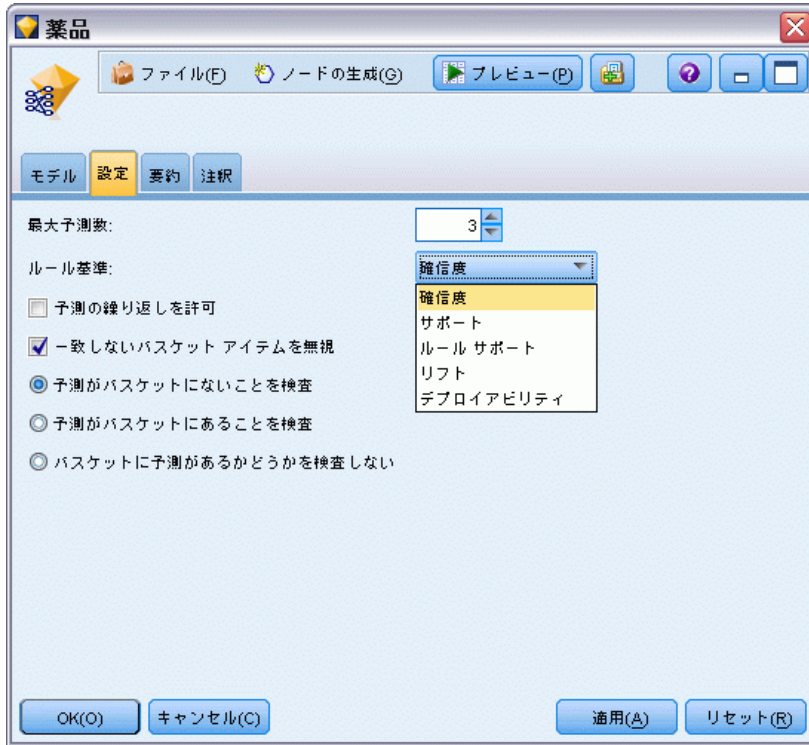 薬品
ファイル(F) ノードの生成(G) プレビュー(P)
モデル 設定 要約 注釈
最大予測数: 3
ルール基準: 確信度
確信度
サポート
ルール サポート
リフト
デプロイアビリティ
予測の繰り返しを許可
一致しないバスケット アイテムを無視
予測がバスケットにないことを検査
予測がバスケットにあることを検査
バスケットに予測があるかどうかを検査しない
OK(O) キャンセル(C) 適用(A) リセット(R)